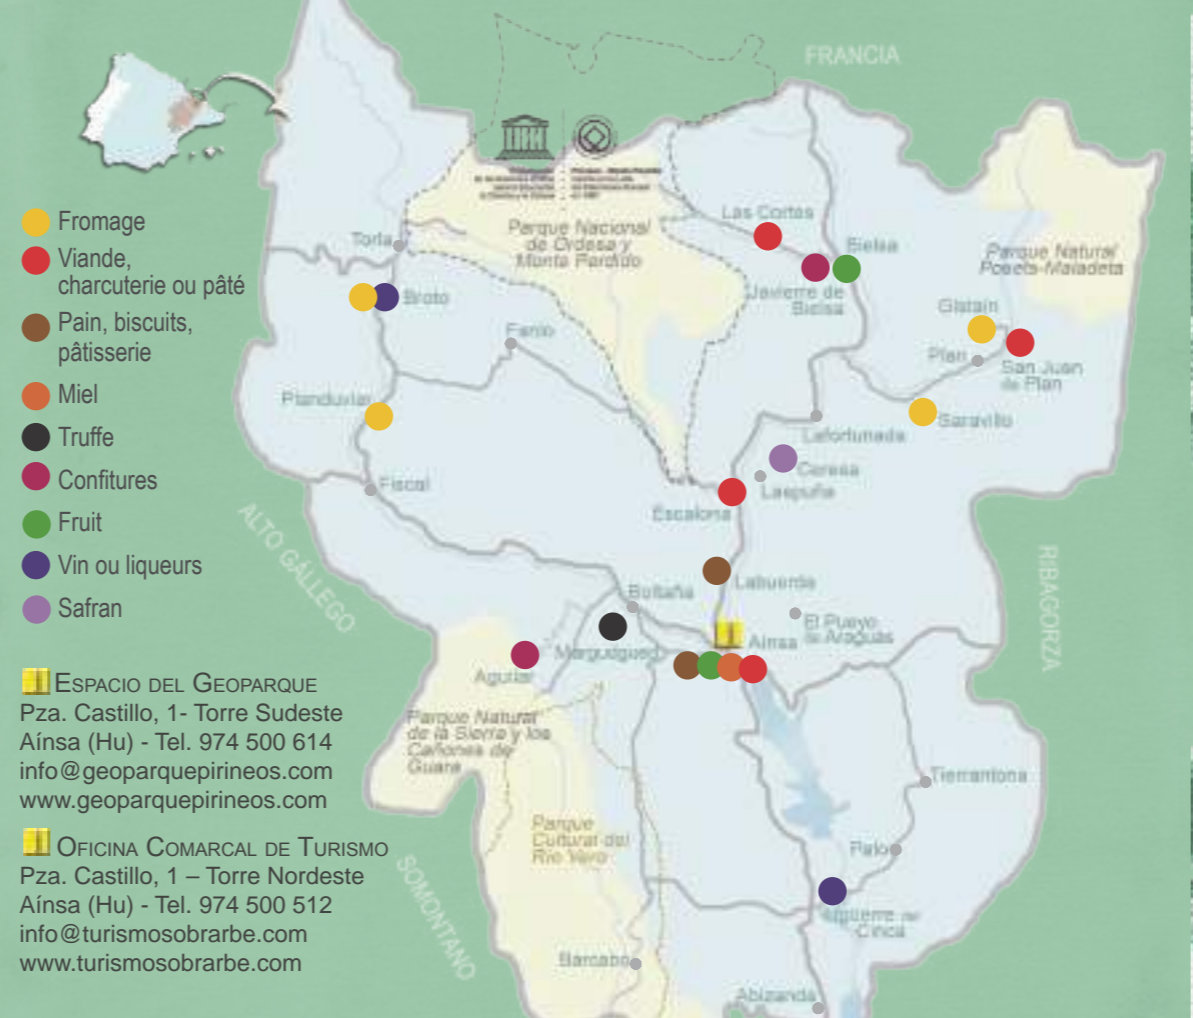 FRANCIA
Fromage
Viande,
charcuterie ou pâté
Pain, biscuits,
pâtisserie
Miel
Truffe
Confitures
Fruit
Vin ou liqueurs
Safran
Torla
Parque Nacional
de Ordesa y
Monte Perdido
Las Cortes
Bielsa
Javierre de
Bielsa
Parque Natural
Posets-Maladeta
Gistaín
Plan
San Juan
de Plan
Saravillo
Broto
Fanlo
Planduviar
Lafortunada
Ceresa
Laspuña
Fiscal
Escalona
ALTO GÁLLEGO
RIBAGORZA
Labuerda
Boltaña
El Pueyo
de Araguás
Margudgued
Aínsa
Aguilar
Parque Natural
de la Sierra y los
Cañones de
Guara
Parque
Cultural del
Río Vero
Tierrantona
Palo
Cinca
SOMONTANO
Barcabo
Abizanda
ESPACIO DEL GEOPARQUE
Pza. Castillo, 1- Torre Sudeste
Aínsa (Hu) - Tel. 974 500 614
info@geoparquepirineos.com
www.geoparquepirineos.com
OFICINA COMARCAL DE TURISMO
Pza. Castillo, 1 – Torre Nordeste
Aínsa (Hu) - Tel. 974 500 512
info@turismosobrarbe.com
www.turismosobrarbe.com